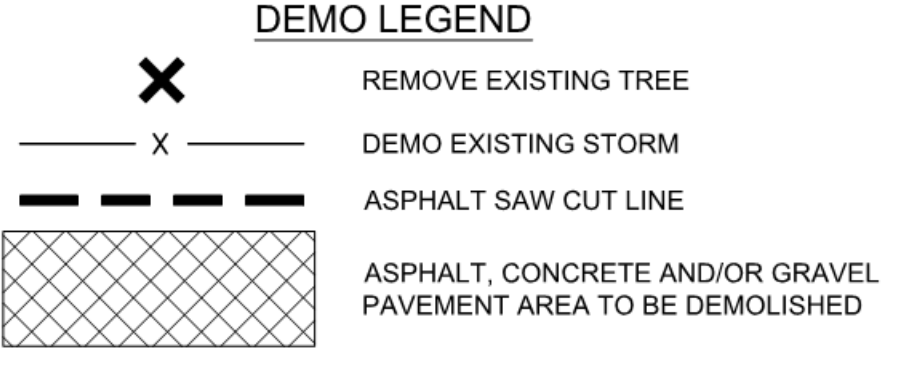 DEMO LEGEND
REMOVE EXISTING TREE
X DEMO EXISTING STORM
ASPHALT SAW CUT LINE
ASPHALT, CONCRETE AND/OR GRAVEL
PAVEMENT AREA TO BE DEMOLISHED